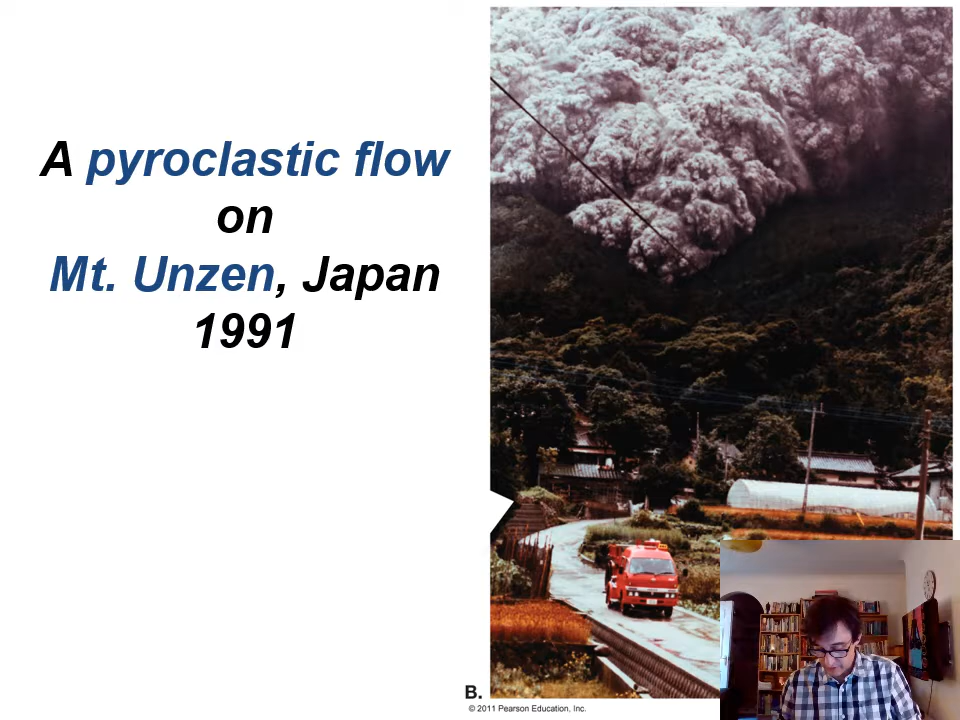 A pyroclastic flow
on
Mt. Unzen, Japan
1991
B.
© 2011 Pearson Education, Inc.